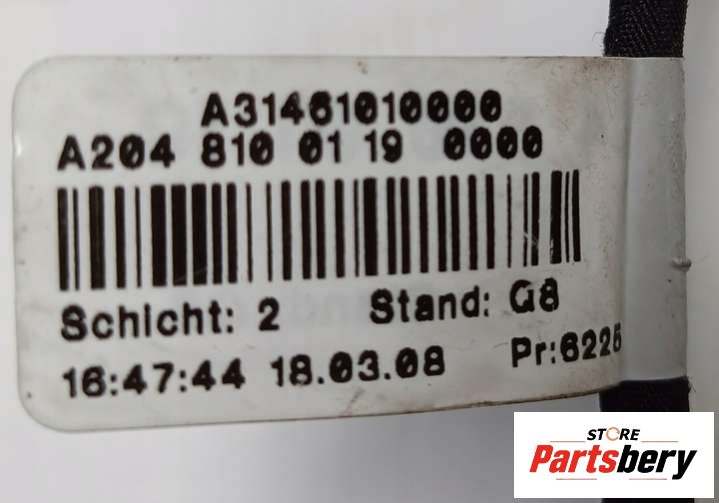 A31461010000
A204 810 01 19 0000
Schicht: 2 Stand: G8
16:47:44 18.03.08 Pr:6225
STORE
Partsbery